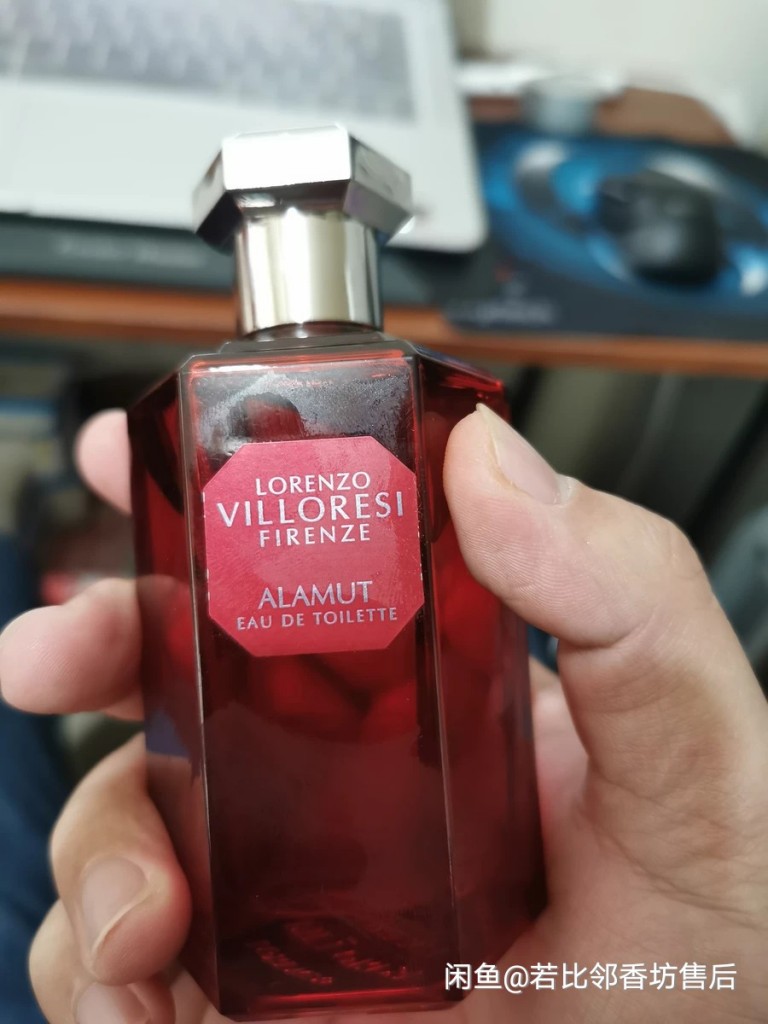 LORENZO
VILLORESI
FIRENZE
ALAMUT
EAU DE TOILETTE
闲鱼@若比邻香坊售后